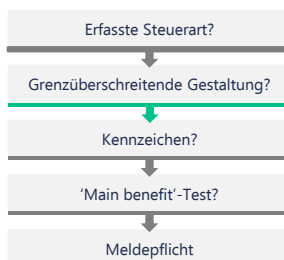 Erfasste Steuerart?
Grenzüberschreitende Gestaltung?
Kennzeichen?
‘Main benefit’-Test?
Meldepflicht